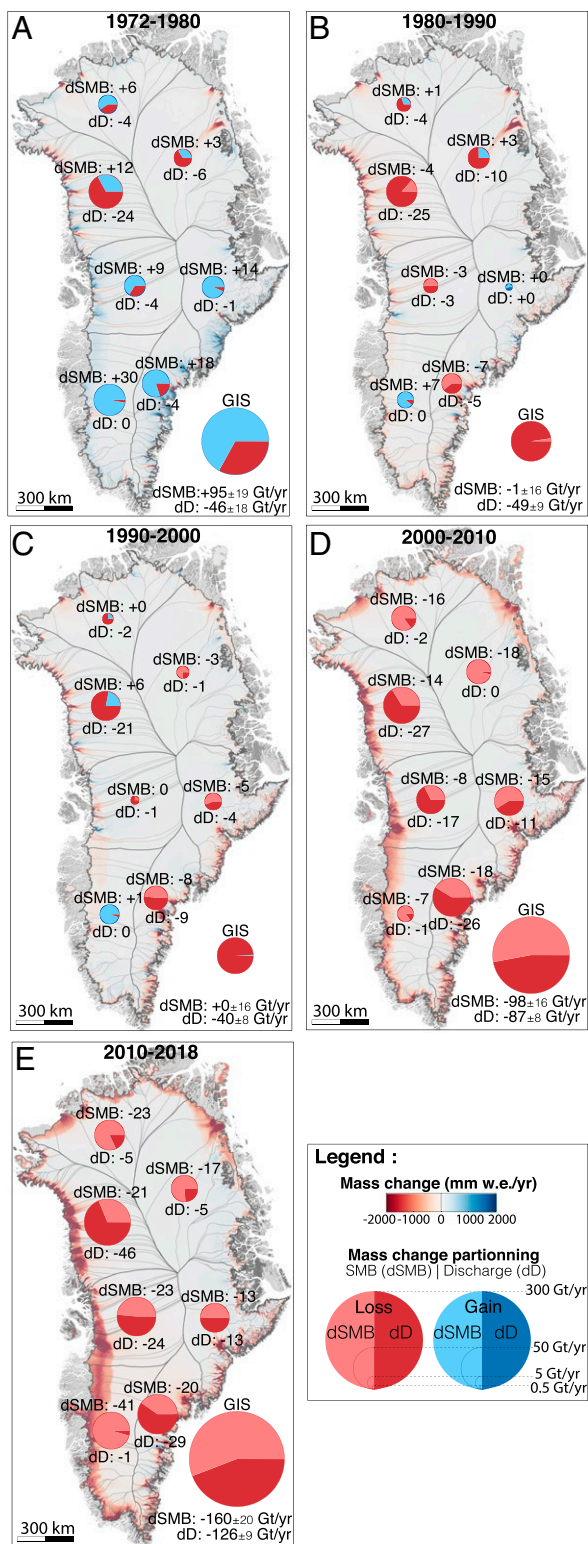 A
1972-1980
dSMB: +6
dD: -4
dSMB: +3
dD: -6
dSMB: +12
dD: -24
dSMB: +9
dD: -4
dSMB: +14
dD: -1
dSMB: +18
dD: -4
dSMB: +30
dD: 0
GIS
dSMB:+95±19 Gt/yr
dD: -46±18 Gt/yr
300 km
B
1980-1990
dSMB: +1
dD: -4
dSMB: +3
dD: -10
dSMB: -4
dD: -25
dSMB: -3
dD: -3
dSMB: +0
dD: +0
dSMB: -7
dD: -5
dSMB: +7
dD: 0
GIS
dSMB: -1±16 Gt/yr
dD: -49±9 Gt/yr
300 km
C
1990-2000
dSMB: +0
dD: -2
dSMB: -3
dD: -1
dSMB: +6
dD: -21
dSMB: 0
dD: -1
dSMB: -5
dD: -4
dSMB: -8
dD: -9
dSMB: +1
dD: 0
GIS
dSMB: +0±16 Gt/yr
dD: -40±8 Gt/yr
300 km
D
2000-2010
dSMB: -16
dD: -2
dSMB: -18
dD: 0
dSMB: -14
dD: -27
dSMB: -8
dD: -17
dSMB: -15
dD: -11
dSMB: -18
dD: -26
dSMB: -7
dD: -1
GIS
dSMB: -98±16 Gt/yr
dD: -87±8 Gt/yr
300 km
E
2010-2018
dSMB: -23
dD: -5
dSMB: -17
dD: -5
dSMB: -21
dD: -46
dSMB: -23
dD: -24
dSMB: -13
dD: -13
dSMB: -20
dD: -29
dSMB: -41
dD: -1
GIS
dSMB: -160±20 Gt/yr
dD: -126±9 Gt/yr
300 km
Legend :
Mass change (mm w.e./yr)
-2000 -1000 0 1000 2000
Mass change partionning
SMB (dSMB) | Discharge (dD)
300 Gt/yr
Loss
Gain
dSMB dD
dSMB dD
50 Gt/yr
5 Gt/yr
0.5 Gt/yr